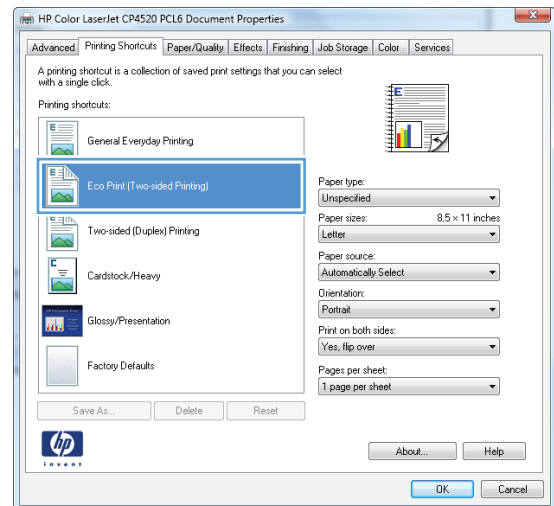 HP Color LaserJet CP4520 PCL6 Document Properties
Advanced Printing Shortcuts Paper/Quality Effects Finishing Job Storage Color Services
A printing shortcut is a collection of saved print settings that you can select
with a single click.
Printing shortcuts:
E
General Everyday Printing
E
Eco Print (Two-sided Printing)
E
Two-sided (Duplex) Printing
E
Cardstock/Heavy
Glossy/Presentation
Factory Defaults
E
Paper type:
Unspecified
Paper sizes: 8.5 × 11 inches
Letter
Paper source:
Automatically Select
Orientation:
Portrait
Print on both sides:
Yes, flip over
Pages per sheet:
1 page per sheet
Save As... Delete Reset
hp
invent
About... Help
OK Cancel